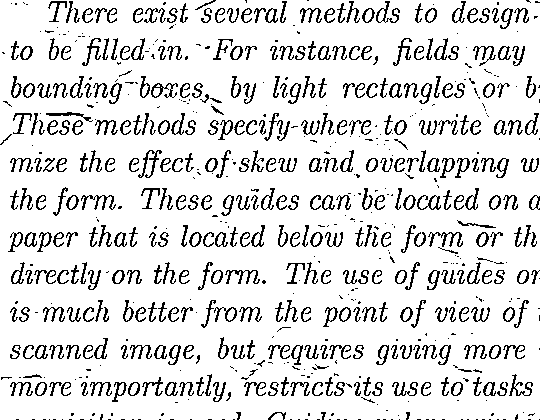 There exist several methods to design
to be filled in. For instance, fields may
bounding boxes, by light rectangles or by
These methods specify where to write and,
mize the effect of skew and overlapping w
the form. These guides can be located on a
paper that is located below the form or th
directly on the form. The use of guides on
is much better from the point of view of
scanned image, but requires giving more
more importantly, restricts its use to tasks